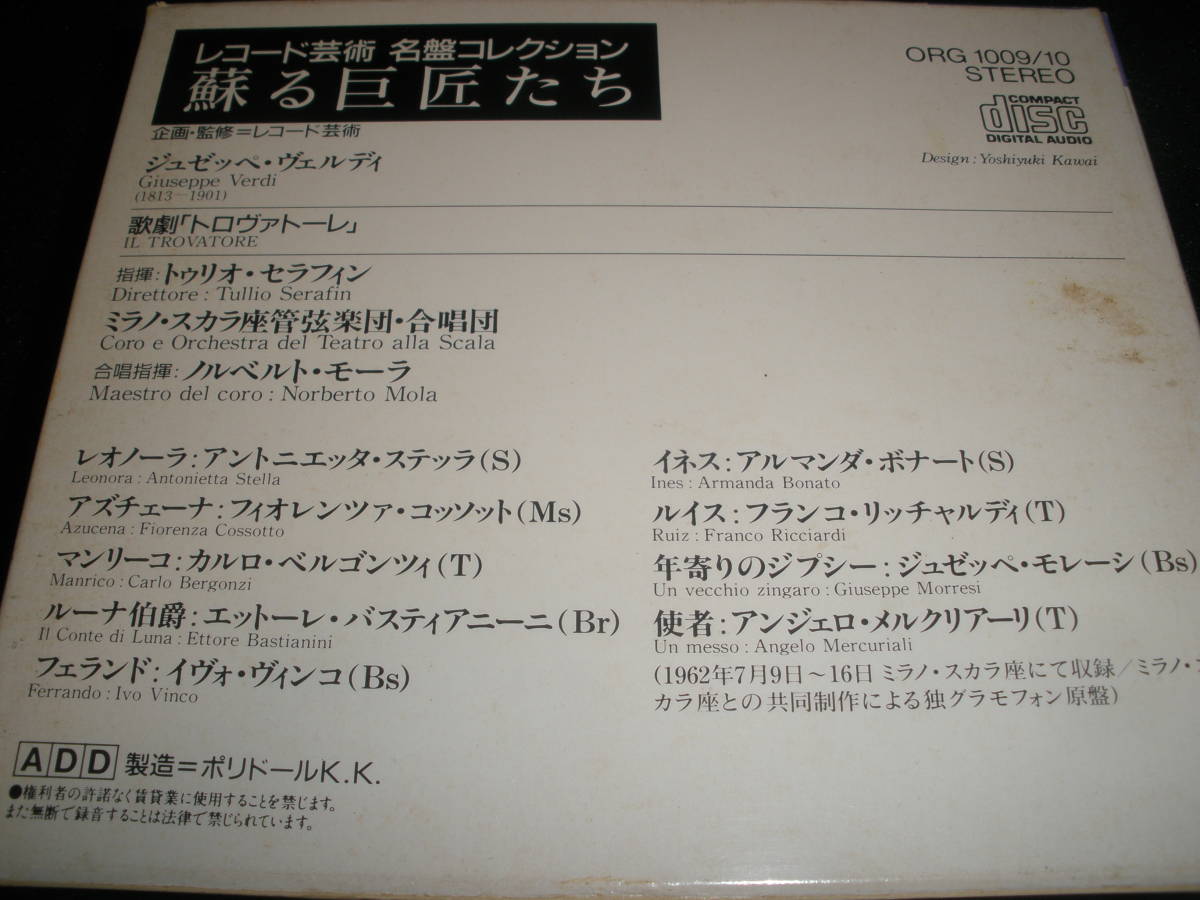 レコード芸術 名盤コレクション
蘇る巨匠たち
企画・監修=レコード芸術
ORG 1009/10
STEREO
COMPACT
disc
DIGITAL AUDIO
Design : Yoshiyuki Kawai
ジュゼッペ・ヴェルディ
Giuseppe Verdi
(1813—1901)
歌劇「トロヴァトーレ」
IL TROVATORE
指揮:トゥリオ・セラフィン
Direttore : Tullio Serafin
ミラノ・スカラ座管弦楽団・合唱団
Coro e Orchestra del Teatro alla Scala
合唱指揮:ノルベルト・モーラ
Maestro del coro : Norberto Mola
レオノーラ:アントニエッタ・ステッラ(S)
Leonora : Antonietta Stella
アズチェーナ:フィオレンツァ・コッソット(Ms)
Azucena : Fiorenza Cossotto
マンリーコ:カルロ・ベルゴンツィ(T)
Manrico : Carlo Bergonzi
ルーナ伯爵:エットーレ・バスティアニーニ(Br)
Il Conte di Luna : Ettore Bastianini
フェランド:イヴォ・ヴィンコ(Bs)
Ferrando : Ivo Vinco
イネス:アルマンダ・ボナート(S)
Ines : Armanda Bonato
ルイス:フランコ・リッチャルディ(T)
Ruiz : Franco Ricciardi
年寄りのジプシー:ジュゼッペ・モレーシ(Bs)
Un vecchio zingaro : Giuseppe Morresi
使者:アンジェロ・メルクリアーリ(T)
Un messo : Angelo Mercuriali
(1962年7月9日~16日 ミラノ・スカラ座にて収録/ミラノ・
カラ座との共同制作による独グラモフォン原盤)
ADD 製造=ポリドールK.K.
●権利者の許諾なく賃貸業に使用することを禁じます。
また無断で録音することは法律で禁じられています。